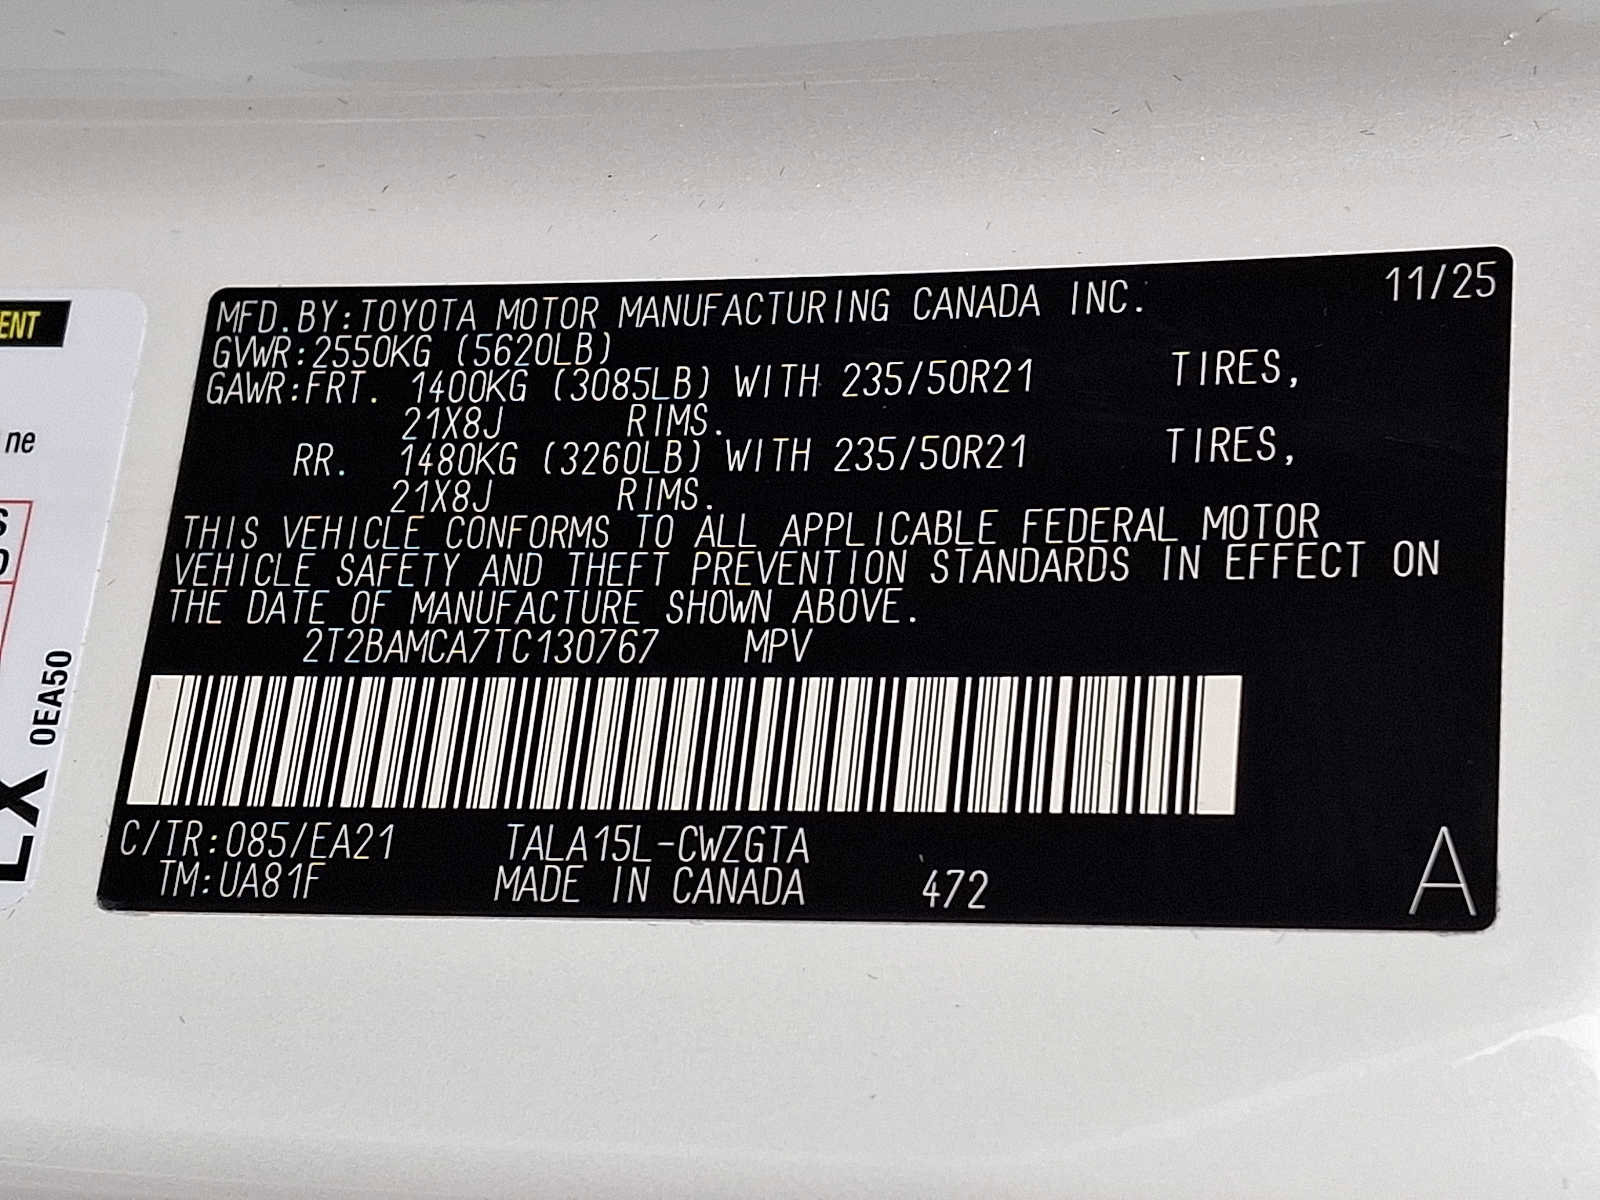 MFD.BY:TOYOTA MOTOR MANUFACTURING CANADA INC. 11/25
GVWR:2550KG (5620LB)
GAWR:FRT. 1400KG (3085LB) WITH 235/50R21 TIRES,
21X8J RIMS.
RR. 1480KG (3260LB) WITH 235/50R21 TIRES,
21X8J RIMS.
THIS VEHICLE CONFORMS TO ALL APPLICABLE FEDERAL MOTOR
VEHICLE SAFETY AND THEFT PREVENTION STANDARDS IN EFFECT ON
THE DATE OF MANUFACTURE SHOWN ABOVE.
2T2BAMCA7TC130767 MPV
C/TR:085/EA21 TALA15L-CWZGTA
TM:UA81F MADE IN CANADA 472 A
ne
0EA50